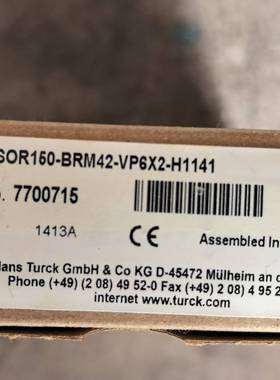 SOR150-BRM42-VP6X2-H1141
. 7700715
1413A CE Assembled In
ans Turck GmbH & Co KG D-45472 Mülheim an d
Phone (+49) (2 08) 49 52-0 Fax (+49) (2 08) 4 95 2
internet www.turck.com